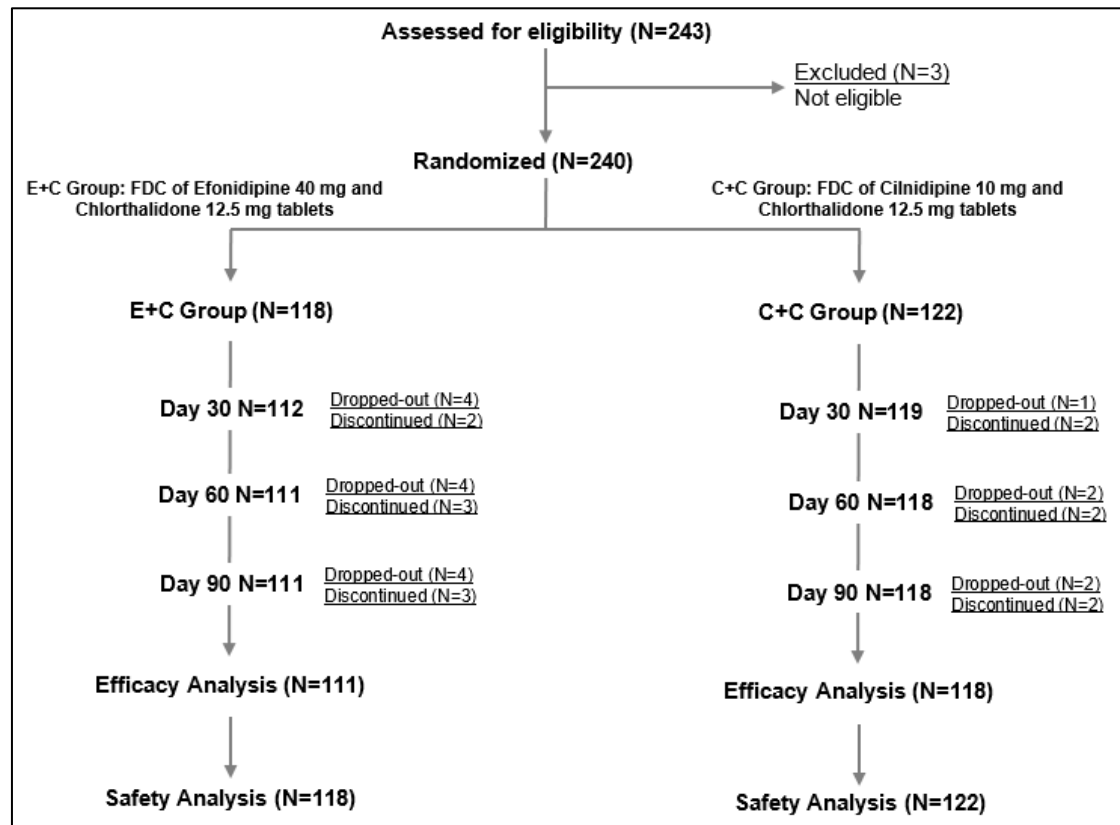 Assessed for eligibility (N=243)
Excluded (N=3)
Not eligible
Randomized (N=240)
E+C Group: FDC of Efonidipine 40 mg and
Chlorthalidone 12.5 mg tablets
C+C Group: FDC of Cilnidipine 10 mg and
Chlorthalidone 12.5 mg tablets
E+C Group (N=118)
C+C Group (N=122)
Day 30 N=112
Dropped-out (N=4)
Discontinued (N=2)
Day 30 N=119
Dropped-out (N=1)
Discontinued (N=2)
Day 60 N=111
Dropped-out (N=4)
Discontinued (N=3)
Day 60 N=118
Dropped-out (N=2)
Discontinued (N=2)
Day 90 N=111
Dropped-out (N=4)
Discontinued (N=3)
Day 90 N=118
Dropped-out (N=2)
Discontinued (N=2)
Efficacy Analysis (N=111)
Efficacy Analysis (N=118)
Safety Analysis (N=118)
Safety Analysis (N=122)